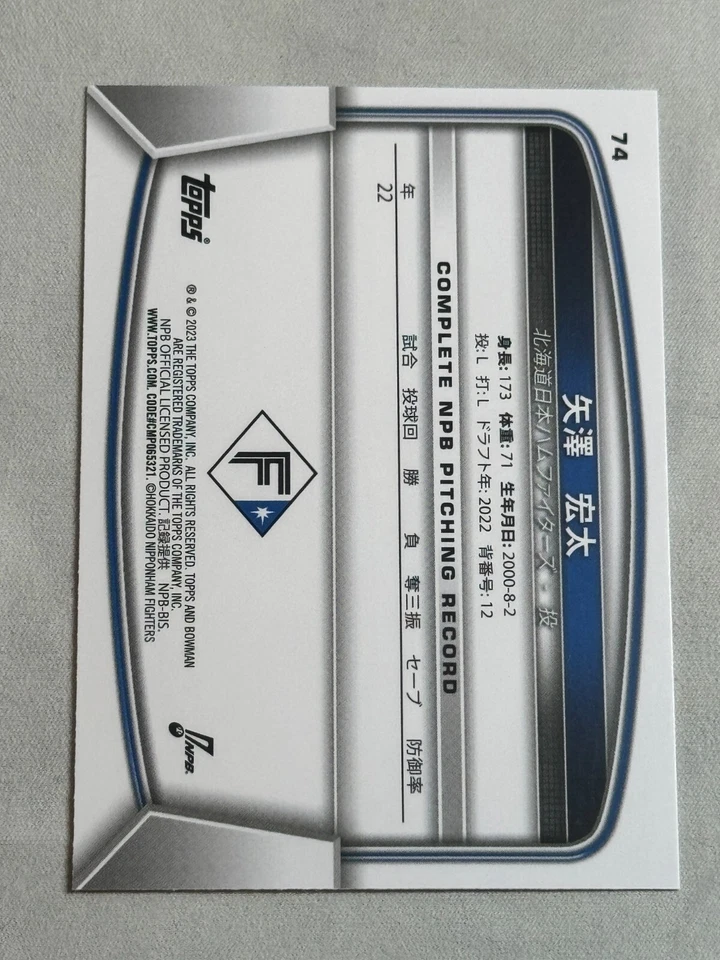 74
矢澤 宏太
北海道日本ハムファイターズ - 投
身長: 173 体重: 71 生年月日: 2000-8-2
投: L 打: L ドラフト年: 2022 背番号: 12
COMPLETE NPB PITCHING RECORD
年 試合 投球回 勝 負 奪三振 セーブ 防御率
22
F
topps®
® & © 2023 THE TOPPS COMPANY, INC. ALL RIGHTS RESERVED. TOPPS AND BOWMAN
ARE REGISTERED TRADEMARKS OF THE TOPPS COMPANY, INC.
NPB OFFICIAL LICENSED PRODUCT. 記録提供 NPB-BIS.
WWW.TOPPS.COM. CODE#CMP065321. ©HOKKAIDO NIPPONHAM FIGHTERS
NPB.